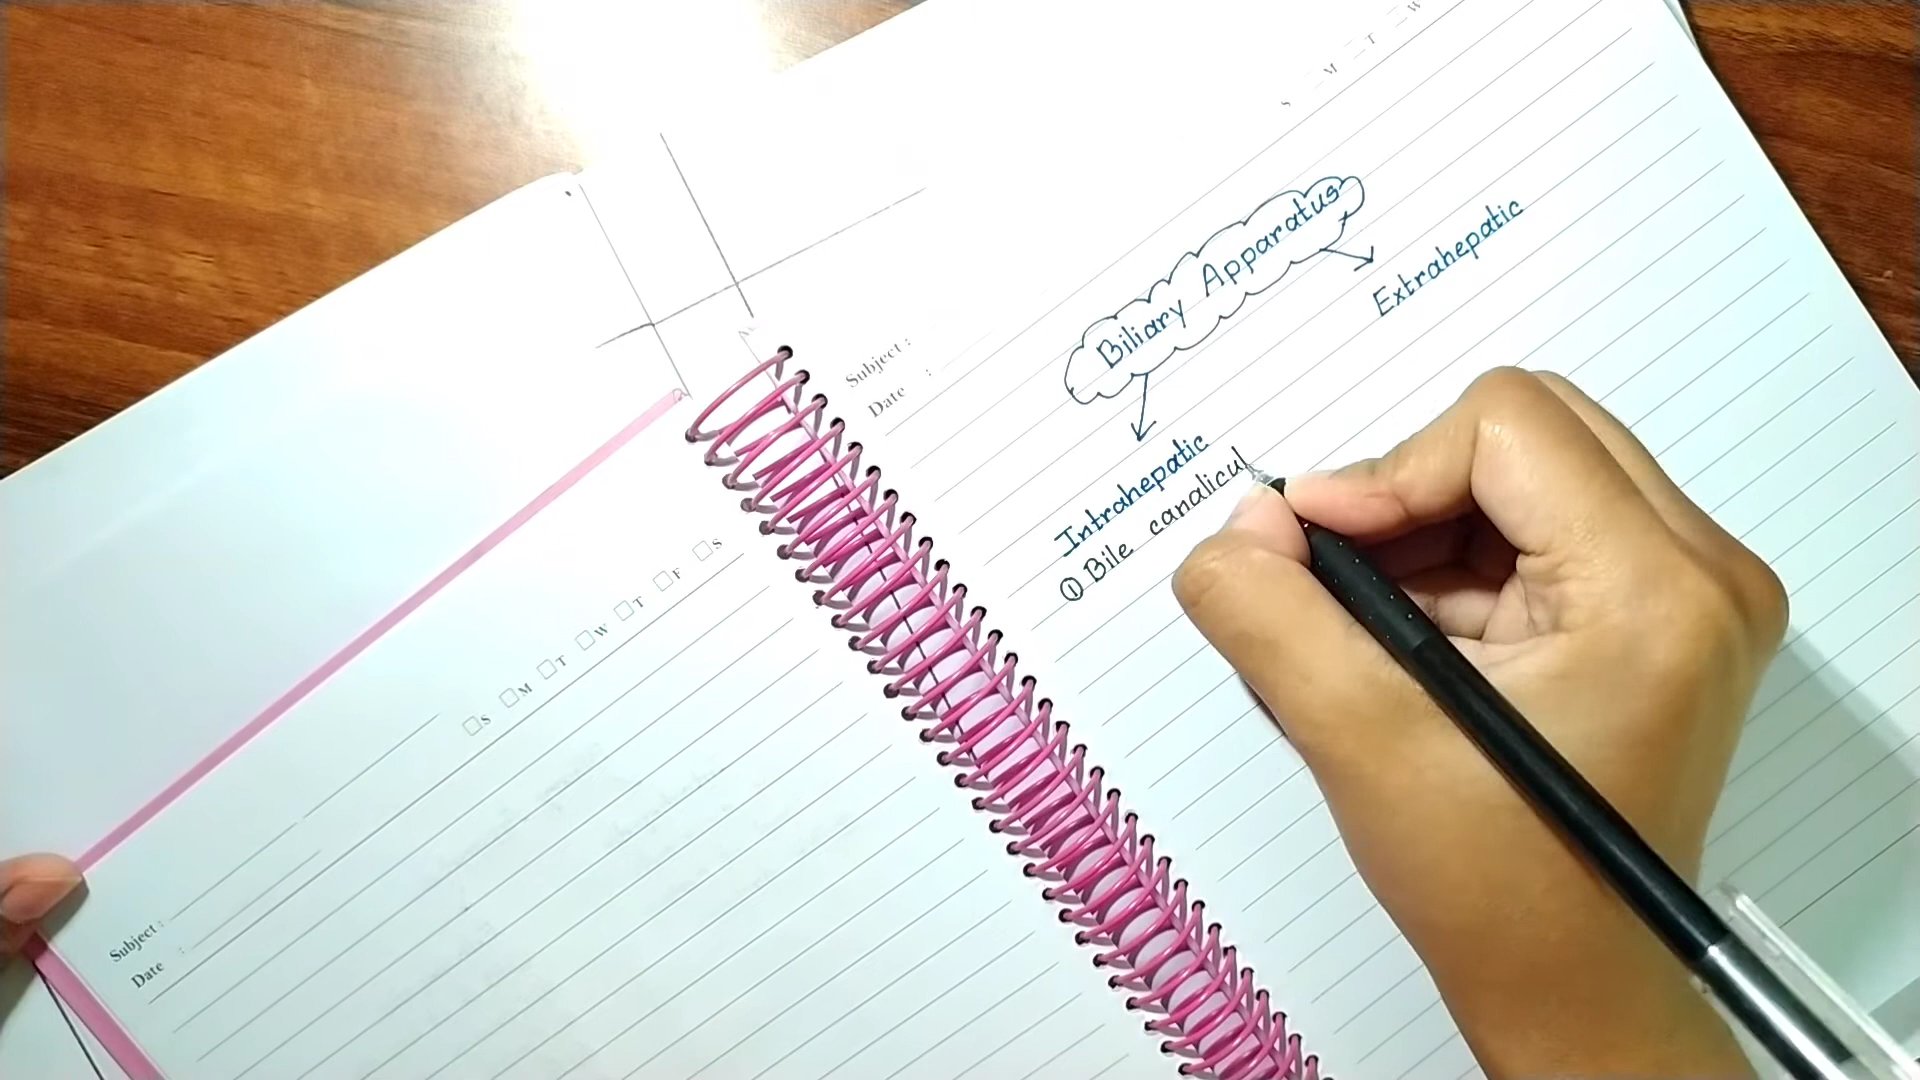 S M T W
Subject :
Date :
Biliary Apparatus
Extrahepatic
Intrahepatic
① Bile canalicul
S M T W T F S
Subject :
Date :